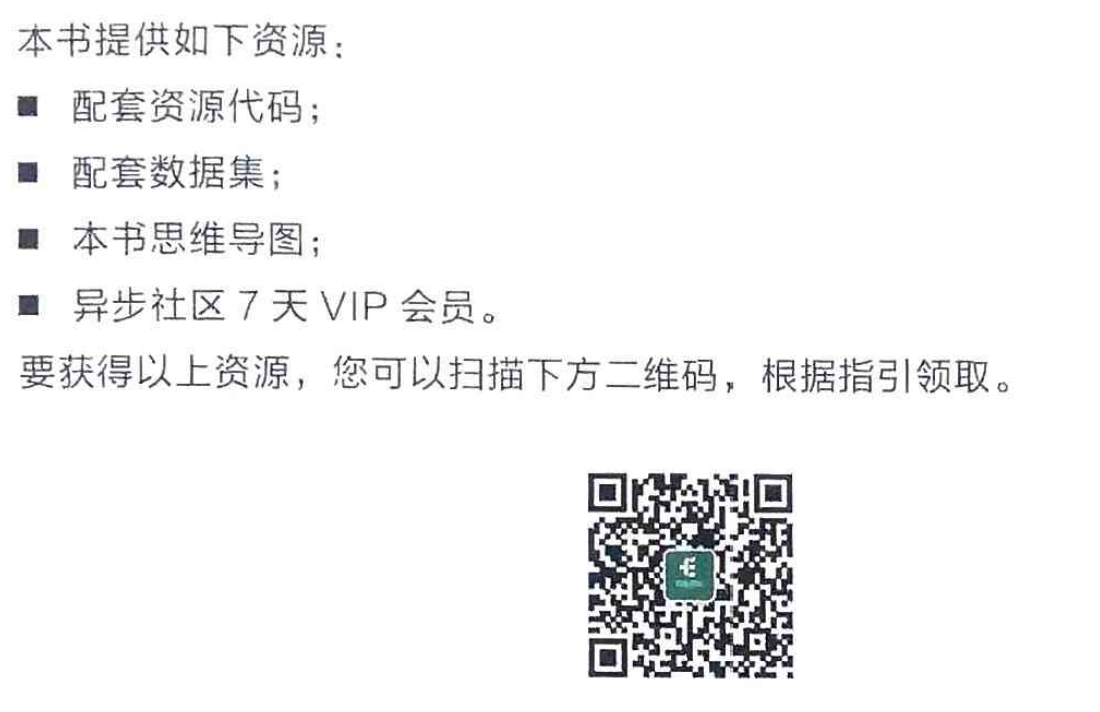 本书提供如下资源：
■ 配套资源代码；
■ 配套数据集；
■ 本书思维导图；
■ 异步社区 7 天 VIP 会员。
要获得以上资源，您可以扫描下方二维码，根据指引领取。